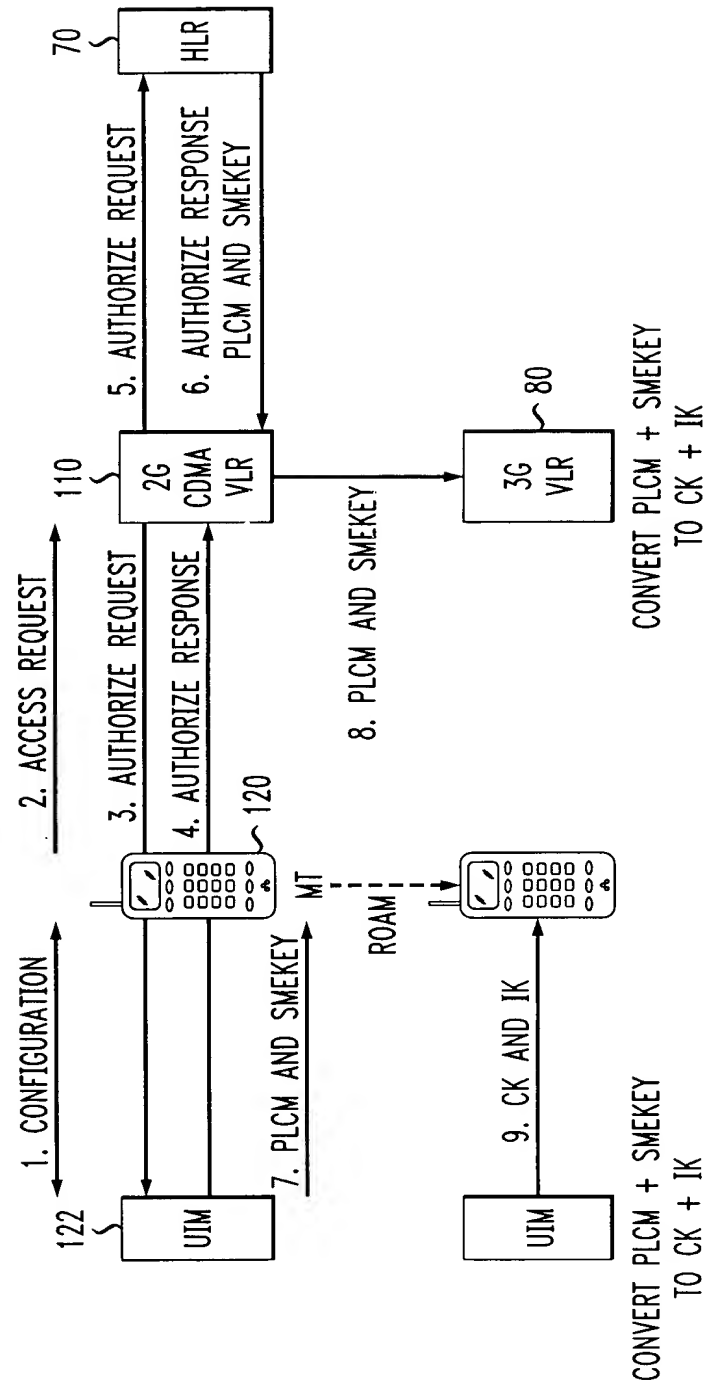 1. CONFIGURATION
2. ACCESS REQUEST
122
UIM
3. AUTHORIZE REQUEST
4. AUTHORIZE RESPONSE
120
MT
110
2G
CDMA
VLR
5. AUTHORIZE REQUEST
6. AUTHORIZE RESPONSE
PLCM AND SMEKEY
70
HLR
7. PLCM AND SMEKEY
ROAM
8. PLCM AND SMEKEY
UIM
9. CK AND IK
3G
VLR
80
CONVERT PLCM + SMEKEY
TO CK + IK
CONVERT PLCM + SMEKEY
TO CK + IK